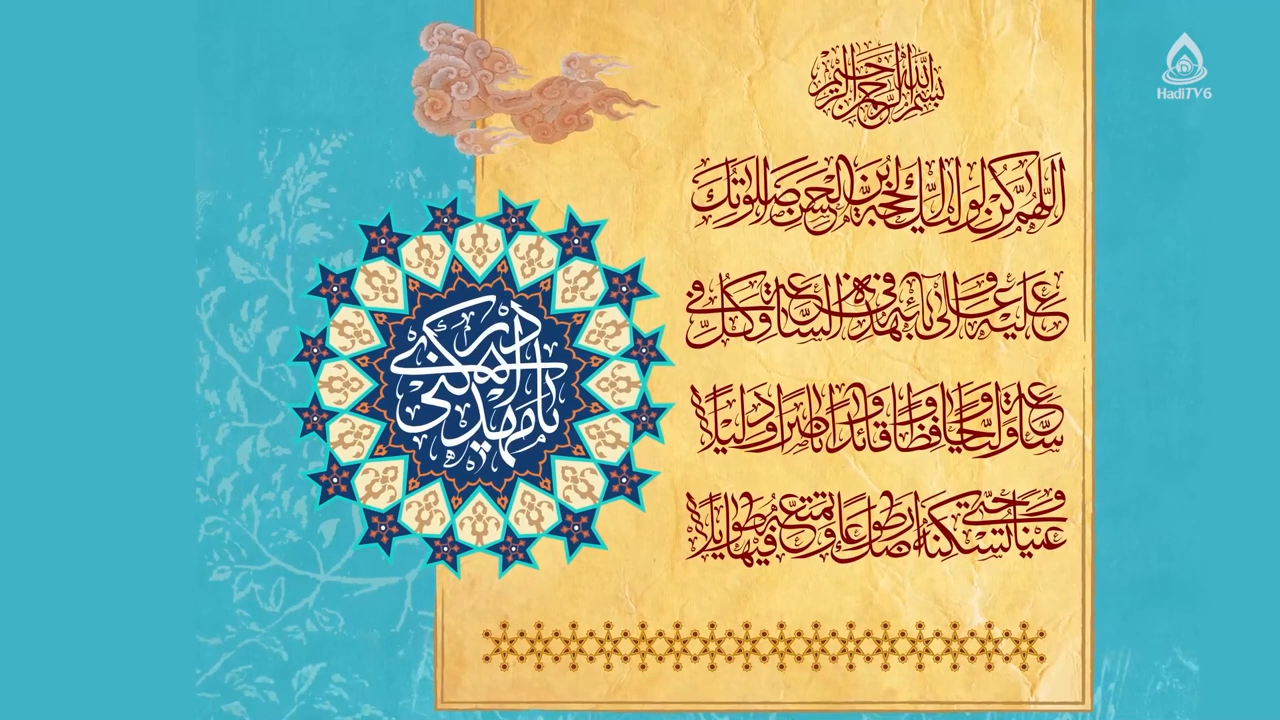 HadiTV6
بسم الله الرحمن الرحيم
اللهم كن لوليك الحجة بن الحسن صلواتك
عليه وعلى آبائه في هذه الساعة وفي كل
ساعة وليا وحافظا وقائدا وناصرا ودليلا
وعينا حتى تسكنه أرضك طوعا وتمتعه فيها طويلا
يا مهدي
أدركني